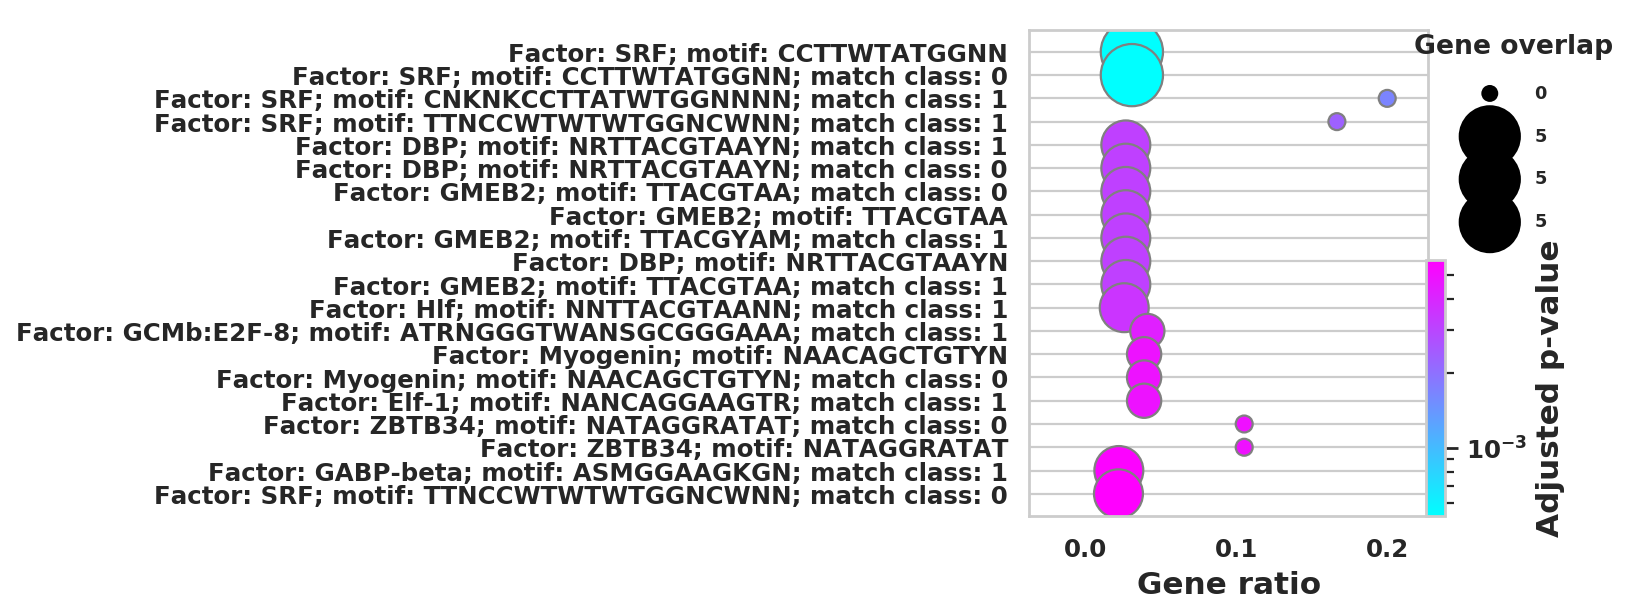 Factor: SRF; motif: CCTTWTATGGNN
Factor: SRF; motif: CCTTWTATGGNN; match class: 0
Factor: SRF; motif: CNKNKCCTTATWTGGNNNN; match class: 1
Factor: SRF; motif: TTNCCWTWTWTGGNCWNN; match class: 1
Factor: DBP; motif: NRTTACGTAAYN; match class: 1
Factor: DBP; motif: NRTTACGTAAYN; match class: 0
Factor: GMEB2; motif: TTACGTAA; match class: 0
Factor: GMEB2; motif: TTACGTAA
Factor: GMEB2; motif: TTACGYAM; match class: 1
Factor: DBP; motif: NRTTACGTAAYN
Factor: GMEB2; motif: TTACGTAA; match class: 1
Factor: Hlf; motif: NNTTACGTAANN; match class: 1
Factor: GCMb:E2F-8; motif: ATRNGGGTWANSGCGGGAAA; match class: 1
Factor: Myogenin; motif: NAACAGCTGTYN
Factor: Myogenin; motif: NAACAGCTGTYN; match class: 0
Factor: Elf-1; motif: NANCAGGAAGTR; match class: 1
Factor: ZBTB34; motif: NATAGGRATAT; match class: 0
Factor: ZBTB34; motif: NATAGGRATAT
Factor: GABP-beta; motif: ASMGGAAGKGN; match class: 1
Factor: SRF; motif: TTNCCWTWTWTGGNCWNN; match class: 0
0.0 0.1 0.2
Gene ratio
Gene overlap
0
5
5
5
10⁻³
Adjusted p-value